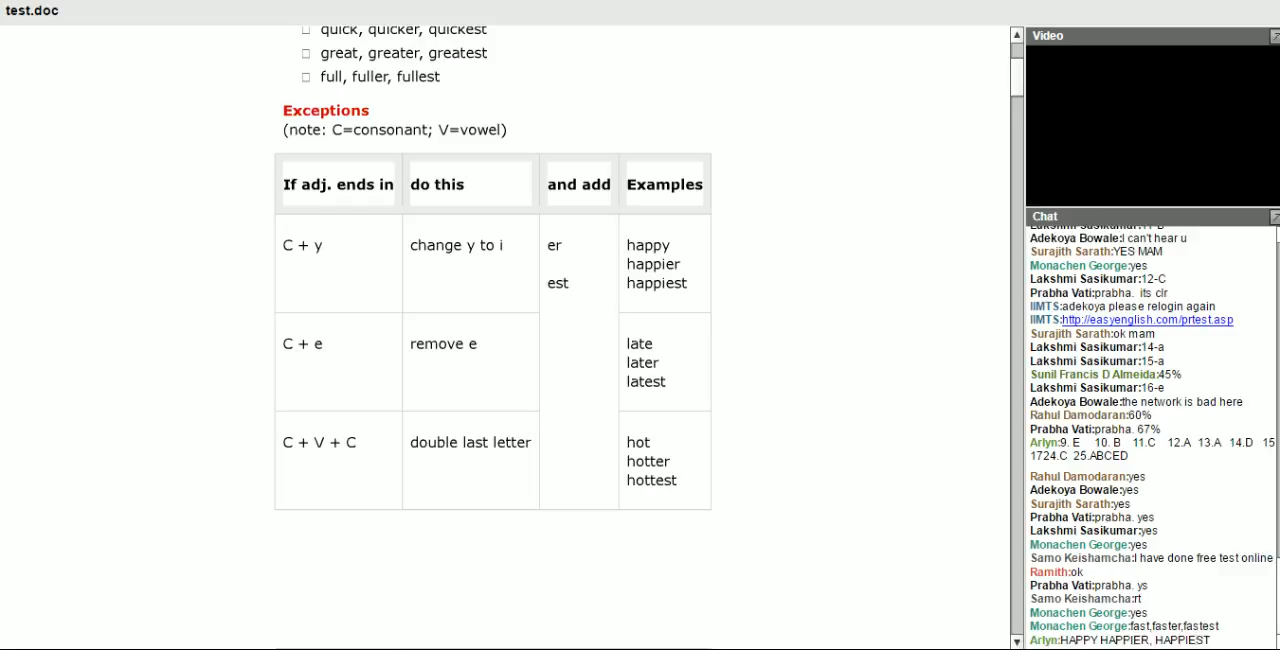 test.doc
quick, quicker, quickest
great, greater, greatest
full, fuller, fullest
Exceptions
(note: C=consonant; V=vowel)
If adj. ends in do this and add Examples
C + y change y to i er happy
happier
est happiest
C + e remove e late
later
latest
C + V + C double last letter hot
hotter
hottest
Video
Chat
Adekoya Bowale:I can't hear u
Surajith Sarath:YES MAM
Monachen George:yes
Lakshmi Sasikumar:12-C
Prabha Vati:prabha. its clr
IIMTS:adekoya please relogin again
IIMTS:http://easyenglish.com/prtest.asp
Surajith Sarath:ok mam
Lakshmi Sasikumar:14-a
Lakshmi Sasikumar:15-a
Sunil Francis D Almeida:45%
Lakshmi Sasikumar:16-e
Adekoya Bowale:the network is bad here
Rahul Damodaran:60%
Prabha Vati:prabha. 67%
Arlyn:9. E 10. B 11.C 12.A 13.A 14.D 15
1724.C 25.ABCED
Rahul Damodaran:yes
Adekoya Bowale:yes
Surajith Sarath:yes
Prabha Vati:prabha. yes
Lakshmi Sasikumar:yes
Monachen George:yes
Samo Keishamcha:I have done free test online
Ramith:ok
Prabha Vati:prabha. ys
Samo Keishamcha:rt
Monachen George:yes
Monachen George:fast,faster,fastest
Arlyn:HAPPY HAPPIER, HAPPIEST